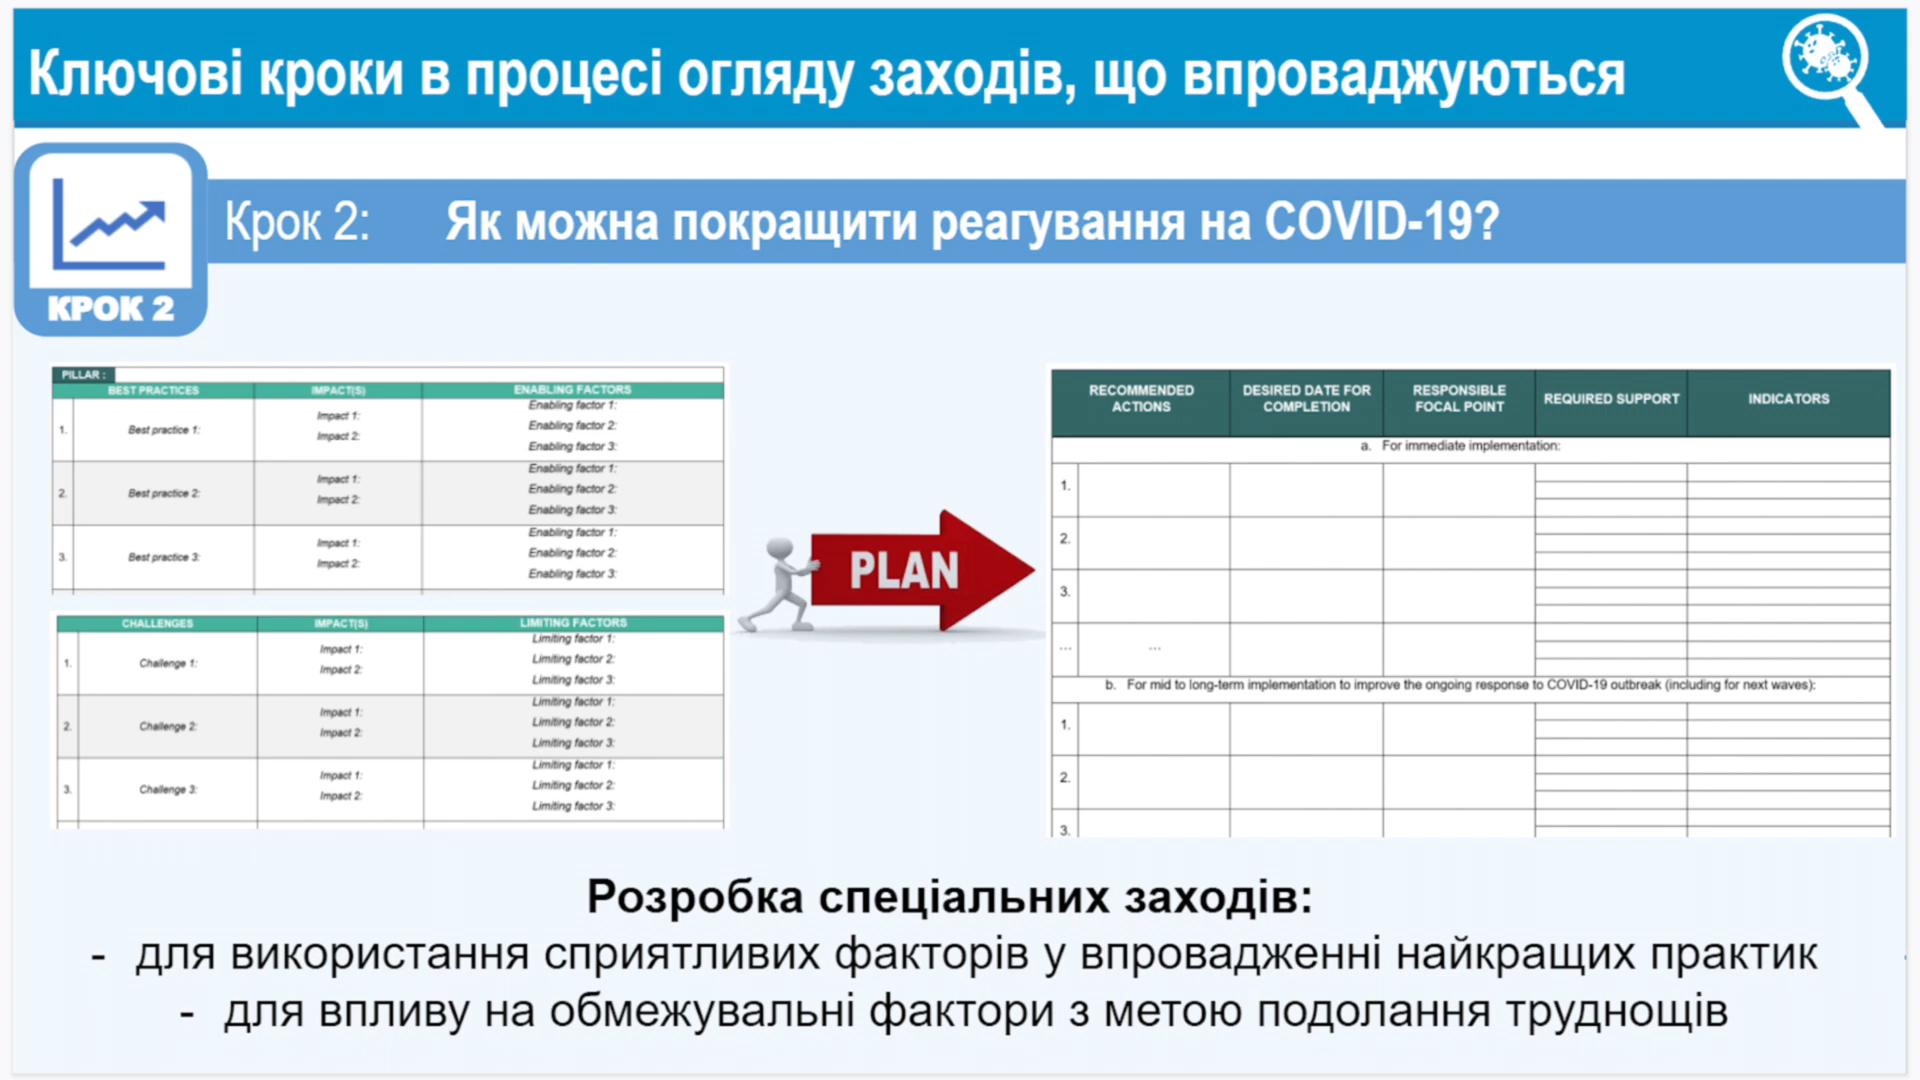 Ключові кроки в процесі огляду заходів, що впроваджуються
КРОК 2
Крок 2: Як можна покращити реагування на COVID-19?
PILLAR :
BEST PRACTICES IMPACT(S) ENABLING FACTORS
1. Best practice 1: Impact 1: Impact 2: Enabling factor 1: Enabling factor 2: Enabling factor 3:
2. Best practice 2: Impact 1: Impact 2: Enabling factor 1: Enabling factor 2: Enabling factor 3:
3. Best practice 3: Impact 1: Impact 2: Enabling factor 1: Enabling factor 2: Enabling factor 3:
CHALLENGES IMPACT(S) LIMITING FACTORS
1. Challenge 1: Impact 1: Impact 2: Limiting factor 1: Limiting factor 2: Limiting factor 3:
2. Challenge 2: Impact 1: Impact 2: Limiting factor 1: Limiting factor 2: Limiting factor 3:
3. Challenge 3: Impact 1: Impact 2: Limiting factor 1: Limiting factor 2: Limiting factor 3:
PLAN
RECOMMENDED ACTIONS DESIRED DATE FOR COMPLETION RESPONSIBLE FOCAL POINT REQUIRED SUPPORT INDICATORS
a. For immediate implementation:
1.
2.
3.
... ...
b. For mid to long-term implementation to improve the ongoing response to COVID-19 outbreak (including for next waves):
1.
2.
3.
Розробка спеціальних заходів:
- для використання сприятливих факторів у впровадженні найкращих практик
- для впливу на обмежувальні фактори з метою подолання труднощів